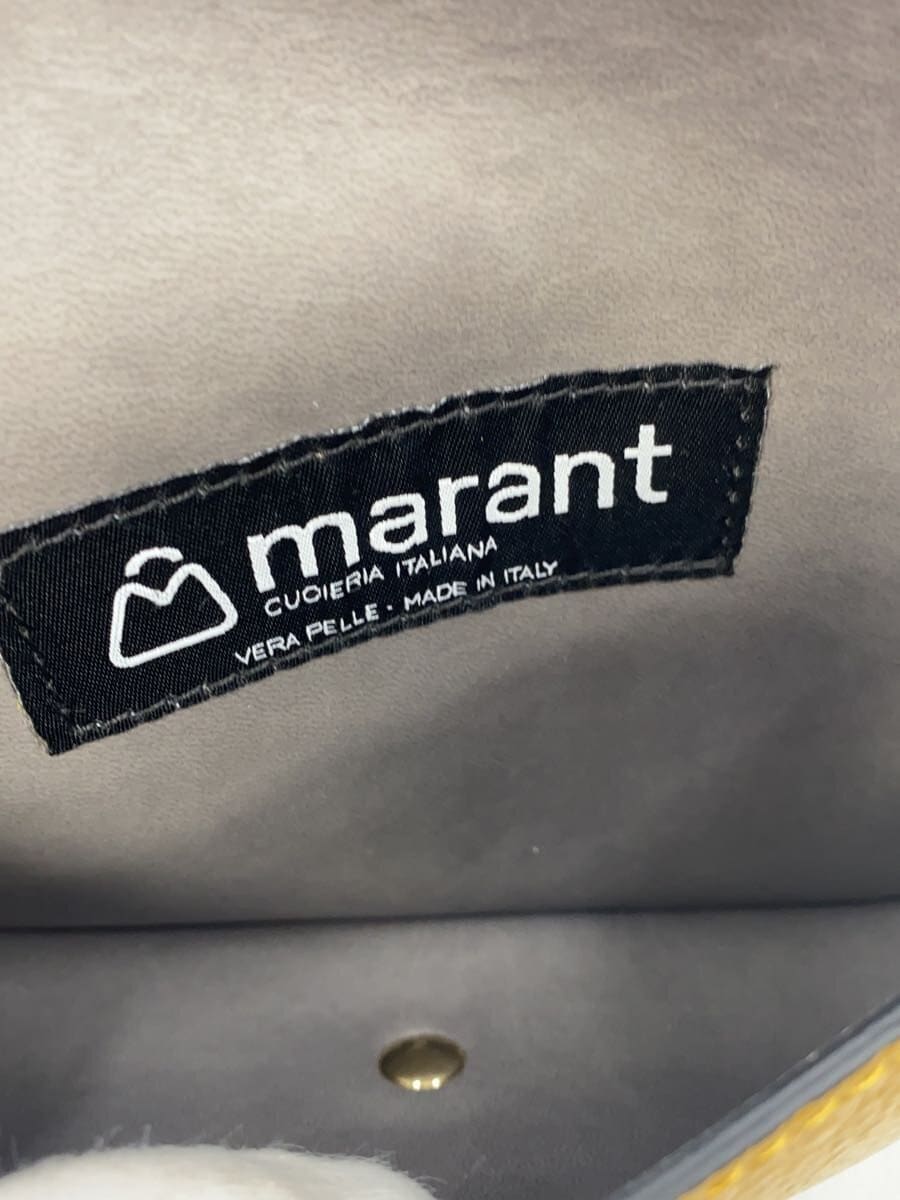 marant
CUOIERIA ITALIANA
VERA PELLE · MADE IN ITALY